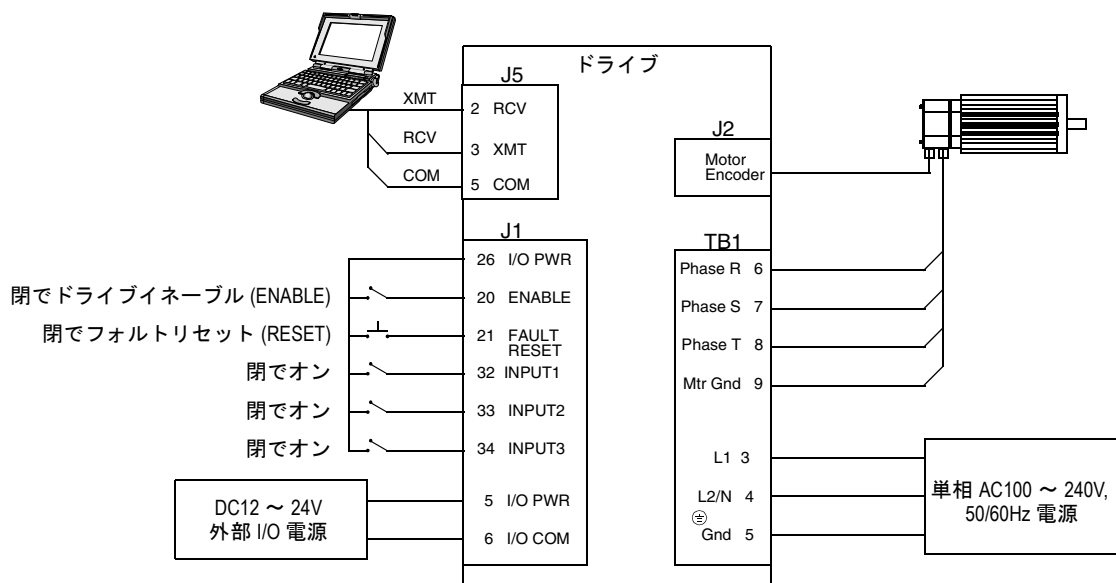 ドライブ
J5
XMT
2 RCV
RCV
3 XMT
COM
5 COM
J2
Motor
Encoder
J1
26 I/O PWR
閉でドライブイネーブル (ENABLE)
20 ENABLE
閉でフォルトリセット (RESET)
21 FAULT
RESET
閉でオン
32 INPUT1
閉でオン
33 INPUT2
閉でオン
34 INPUT3
DC12 ~ 24V
外部 I/O 電源
5 I/O PWR
6 I/O COM
TB1
Phase R 6
Phase S 7
Phase T 8
Mtr Gnd 9
L1 3
L2/N 4
Gnd 5
単相 AC100 ~ 240V,
50/60Hz 電源